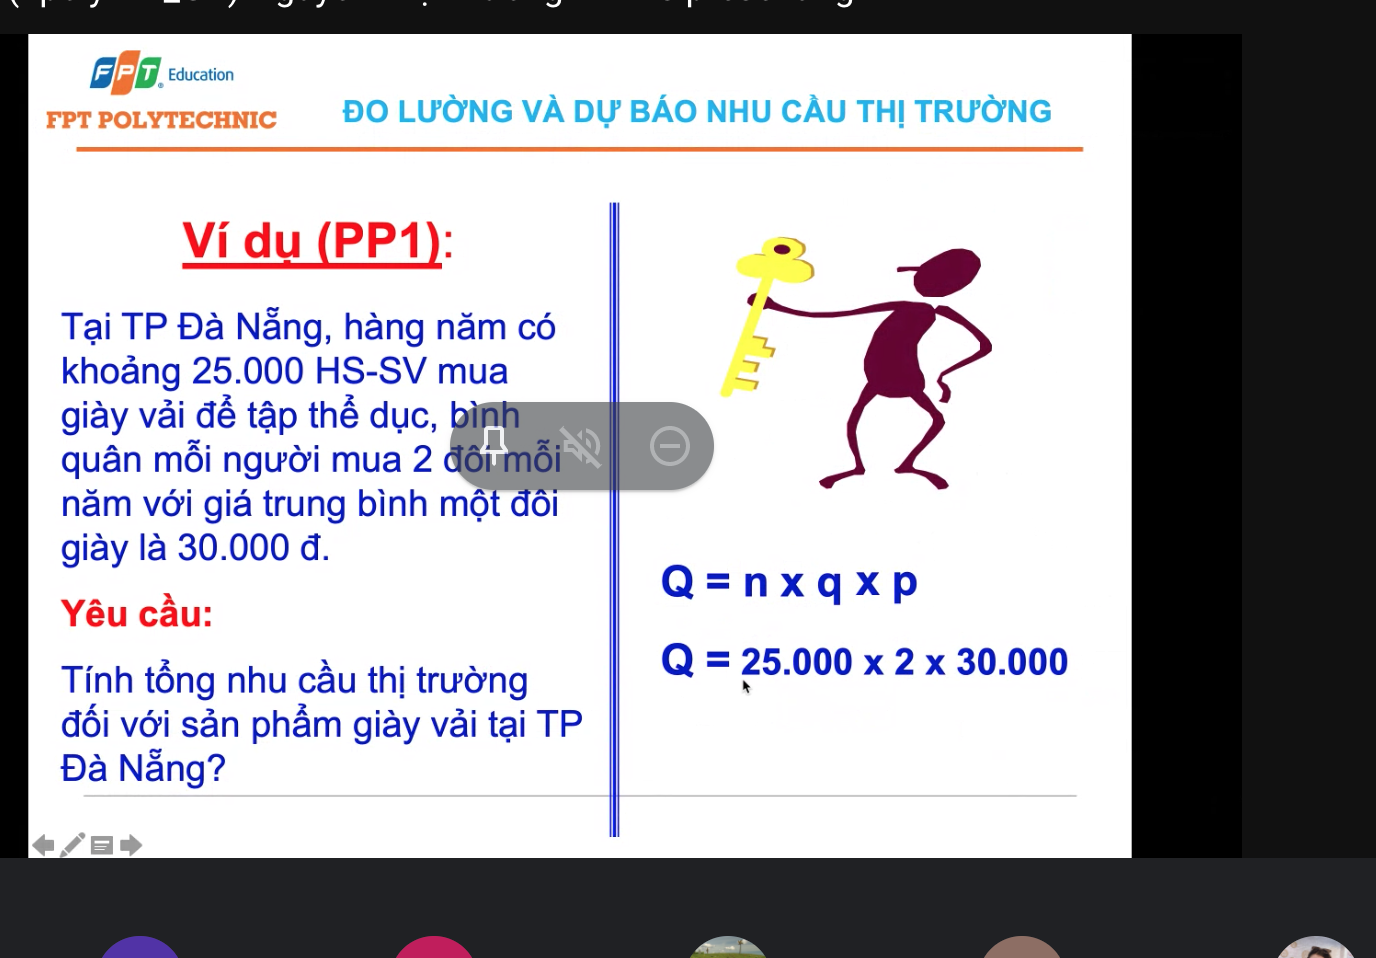 FPT Education
FPT POLYTECHNIC
ĐO LƯỜNG VÀ DỰ BÁO NHU CẦU THỊ TRƯỜNG
Ví dụ (PP1):
Tại TP Đà Nẵng, hàng năm có
khoảng 25.000 HS-SV mua
giày vải để tập thể dục, bình
quân mỗi người mua 2 đôi mỗi
năm với giá trung bình một đôi
giày là 30.000 đ.
Yêu cầu:
Tính tổng nhu cầu thị trường
đối với sản phẩm giày vải tại TP
Đà Nẵng?
Q = n x q x p
Q = 25.000 x 2 x 30.000